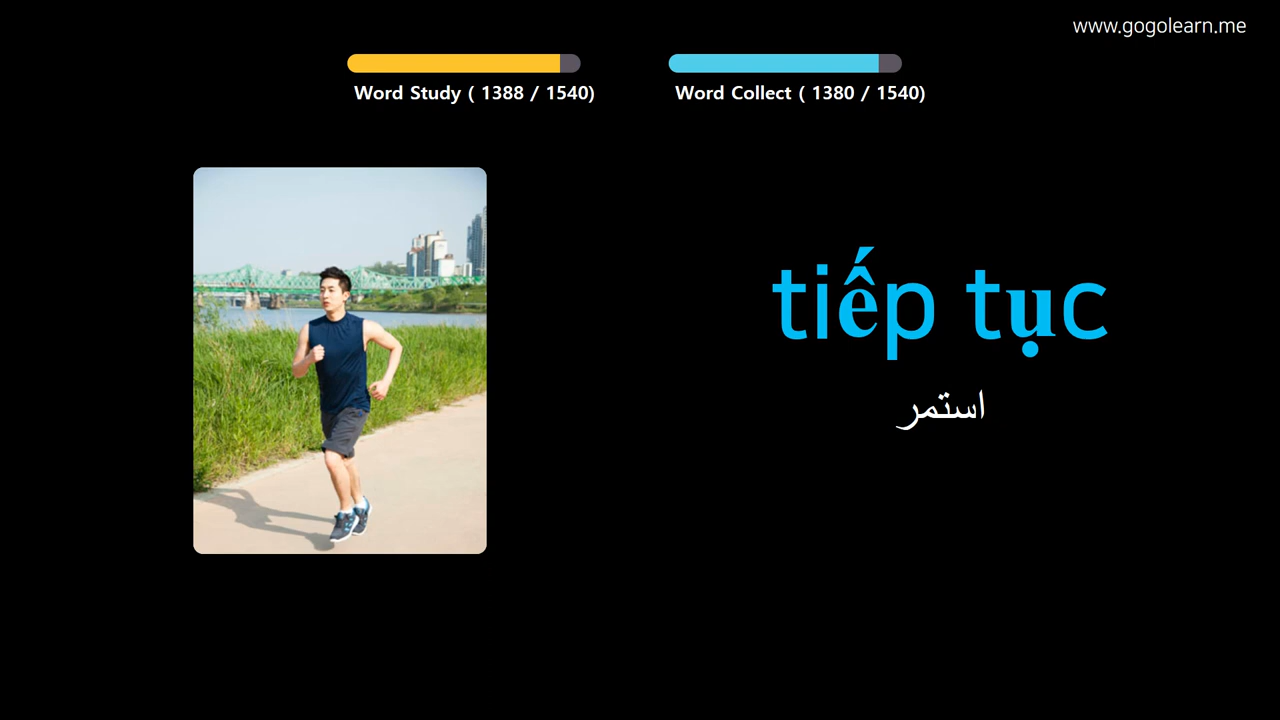 www.gogolearn.me
Word Study ( 1388 / 1540)
Word Collect ( 1380 / 1540)
tiếp tục
استمر